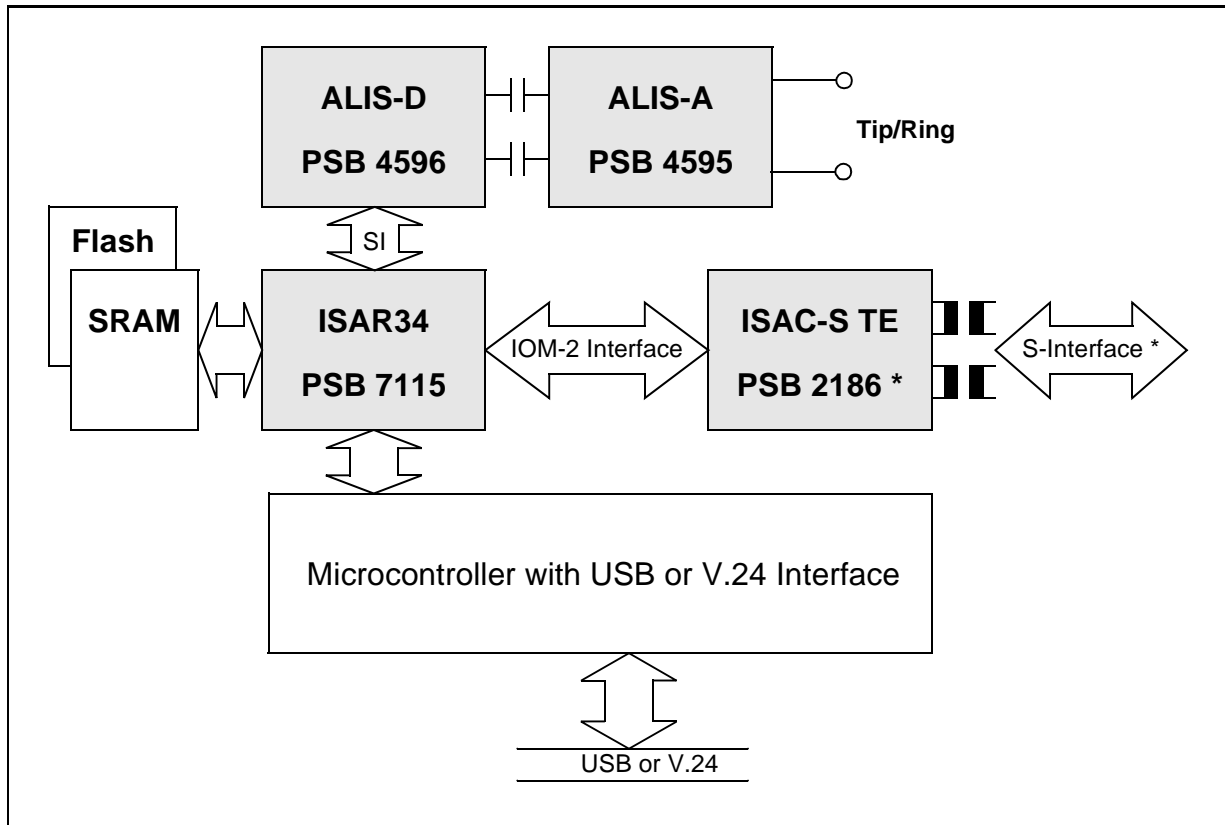 ALIS-D
PSB 4596
ALIS-A
PSB 4595
Tip/Ring
SI
Flash
SRAM
ISAR34
PSB 7115
IOM-2 Interface
ISAC-S TE
PSB 2186 *
S-Interface *
Microcontroller with USB or V.24 Interface
USB or V.24